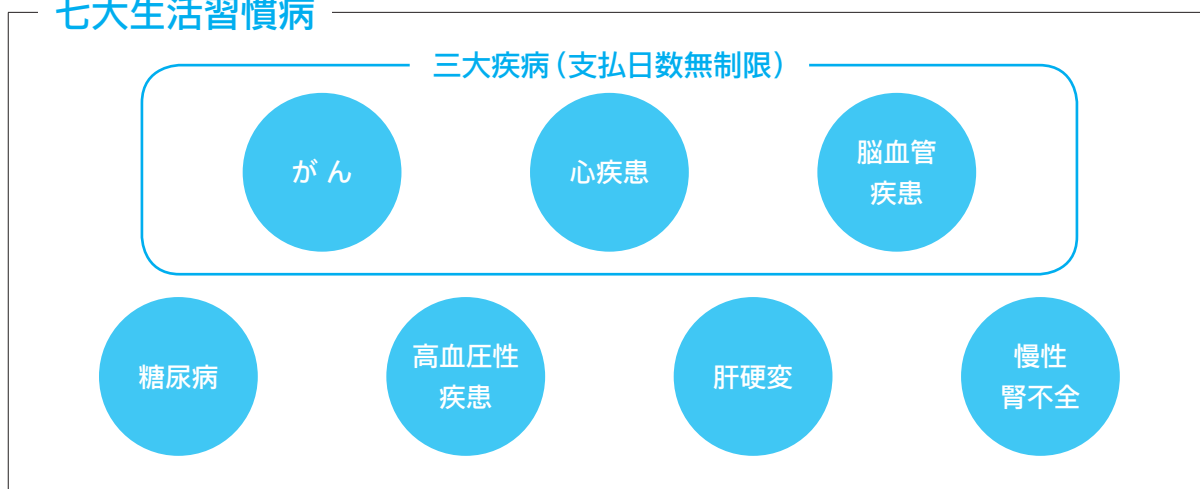 七大生活習慣病
三大疾病（支払日数無制限）
がん
心疾患
脳血管
疾患
糖尿病
高血圧性
疾患
肝硬変
慢性
腎不全